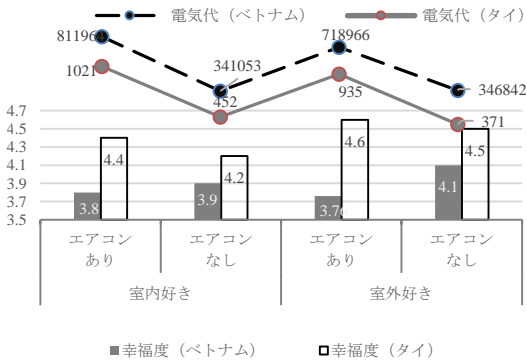 電気代（ベトナム） 電気代（タイ）
718966
341053
1021
452
935
346842
371
4.7
4.5
4.3
4.1
3.9
3.7
3.5
3.8 4.4 3.9 4.2 4.6 4.1 4.5
エアコン エアコン エアコン エアコン
あり なし あり なし
室内好き 室外好き
幸福度（ベトナム） 幸福度（タイ）